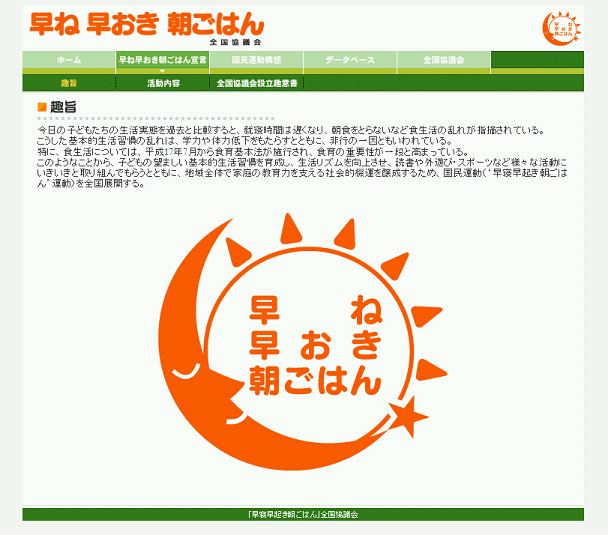 早ね 早おき 朝ごはん
全国協議会
ホーム 早ね早おき朝ごはん宣言 国民運動構想 データベース 全国協議会
趣旨 活動内容 全国協議会設立趣意書
趣旨
今日の子どもたちの生活実態を過去と比較すると、就寝時間は遅くなり、朝食をとらないなど食生活の乱れが指摘されている。
こうした基本的生活習慣の乱れは、学力や体力低下をもたらすとともに、非行の一因ともいわれている。
特に、食生活については、平成17年7月から食育基本法が施行され、食育の重要性が一段と高まっている。
このようなことから、子どもの望ましい基本的生活習慣を育成し、生活リズムを向上させ、読書や外遊び・スポーツなど様々な活動に
いきいきと取り組んでもらうとともに、地域全体で家庭の教育力を支える社会的機運を醸成するため、国民運動(“早寝早起き朝ごは
ん”運動)を全国展開する。
早 ね
早 お き
朝ごはん
「早寝早起き朝ごはん」全国協議会